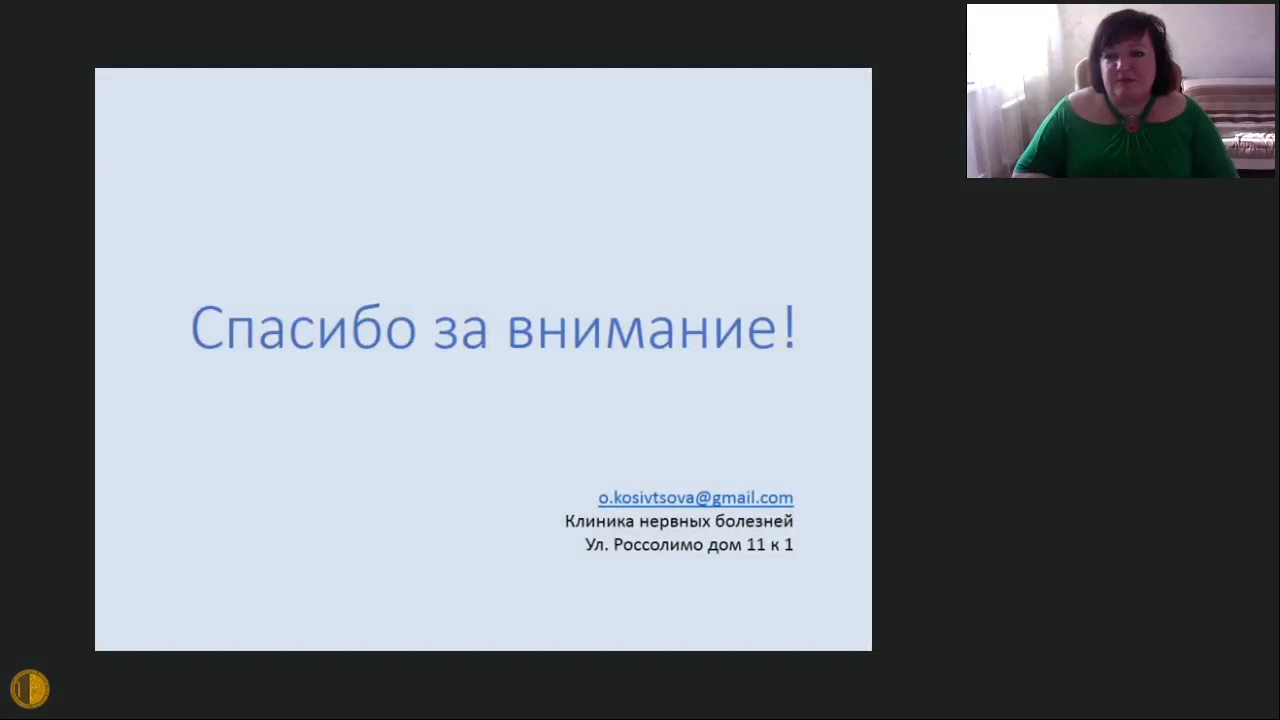 Спасибо за внимание!
o.kosivtsova@gmail.com
Клиника нервных болезней
Ул. Россолимо дом 11 к 1